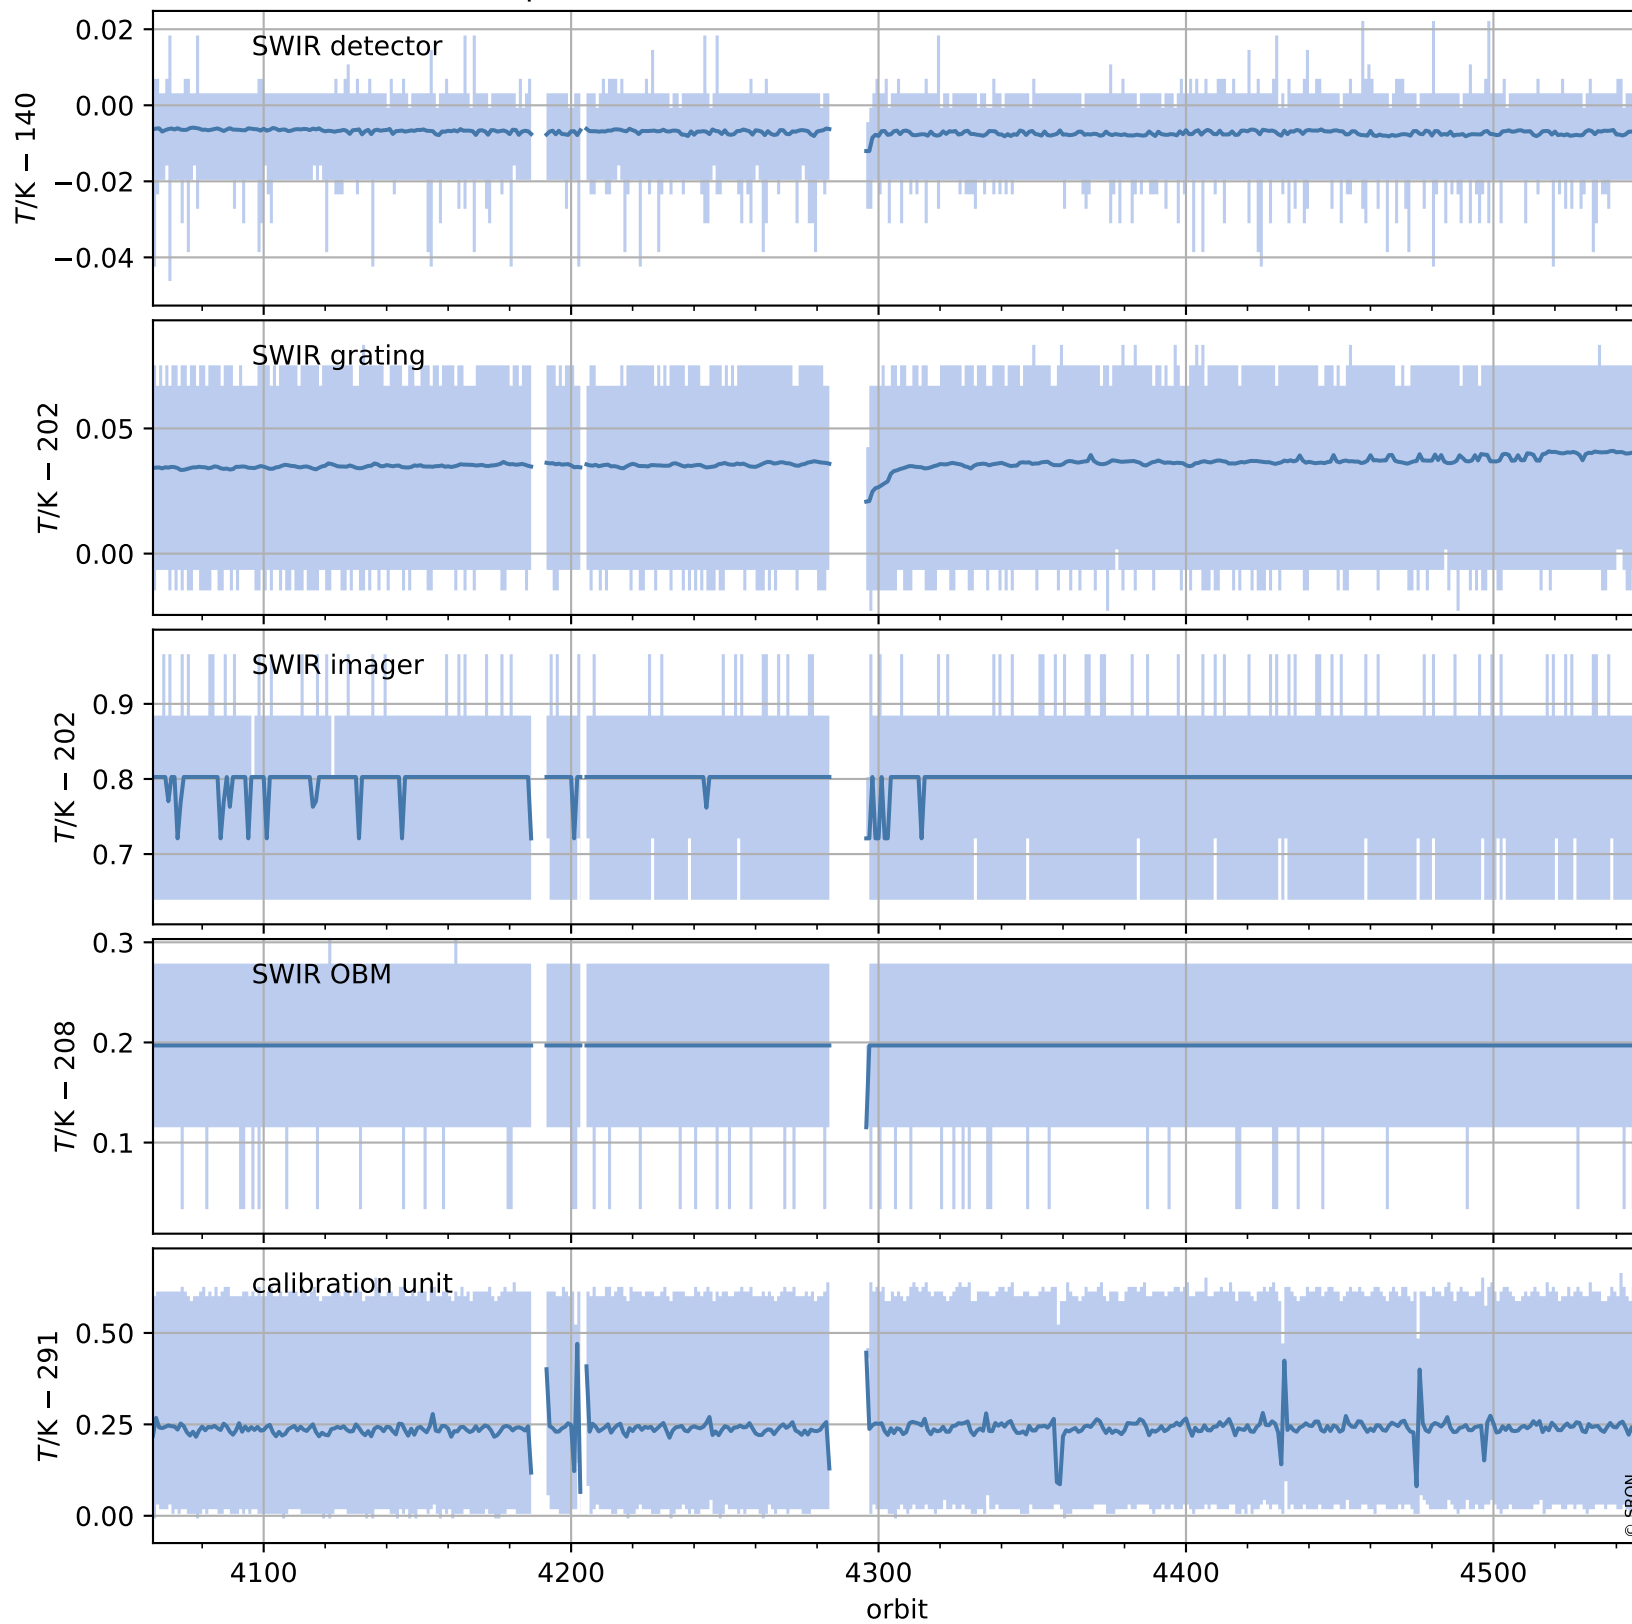 SWIR detector
0.02
0.00
−0.02
−0.04
T/K − 140
SWIR grating
0.05
0.00
T/K − 202
SWIR imager
0.9
0.8
0.7
T/K − 202
SWIR OBM
0.3
0.2
0.1
T/K − 208
calibration unit
0.50
0.25
0.00
T/K − 291
4100 4200 4300 4400 4500
orbit
© SRON